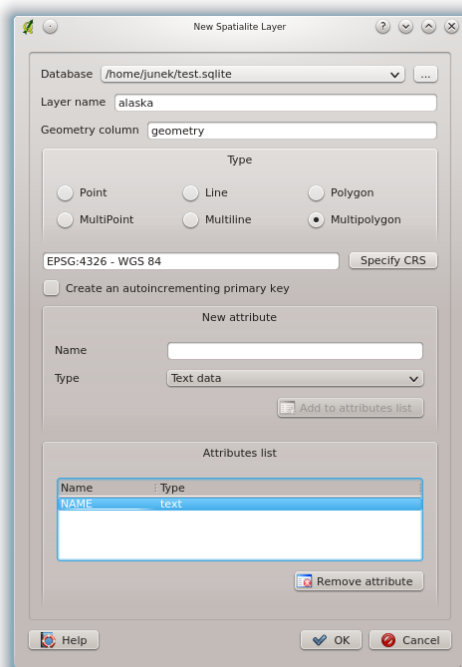 New Spatialite Layer
Database /home/junek/test.sqlite ...
Layer name alaska
Geometry column geometry
Type
Point Line Polygon
MultiPoint Multiline Multipolygon
EPSG:4326 - WGS 84 Specify CRS
Create an autoincrementing primary key
New attribute
Name
Type Text data
Add to attributes list
Attributes list
Name Type
NAME text
Remove attribute
Help OK Cancel